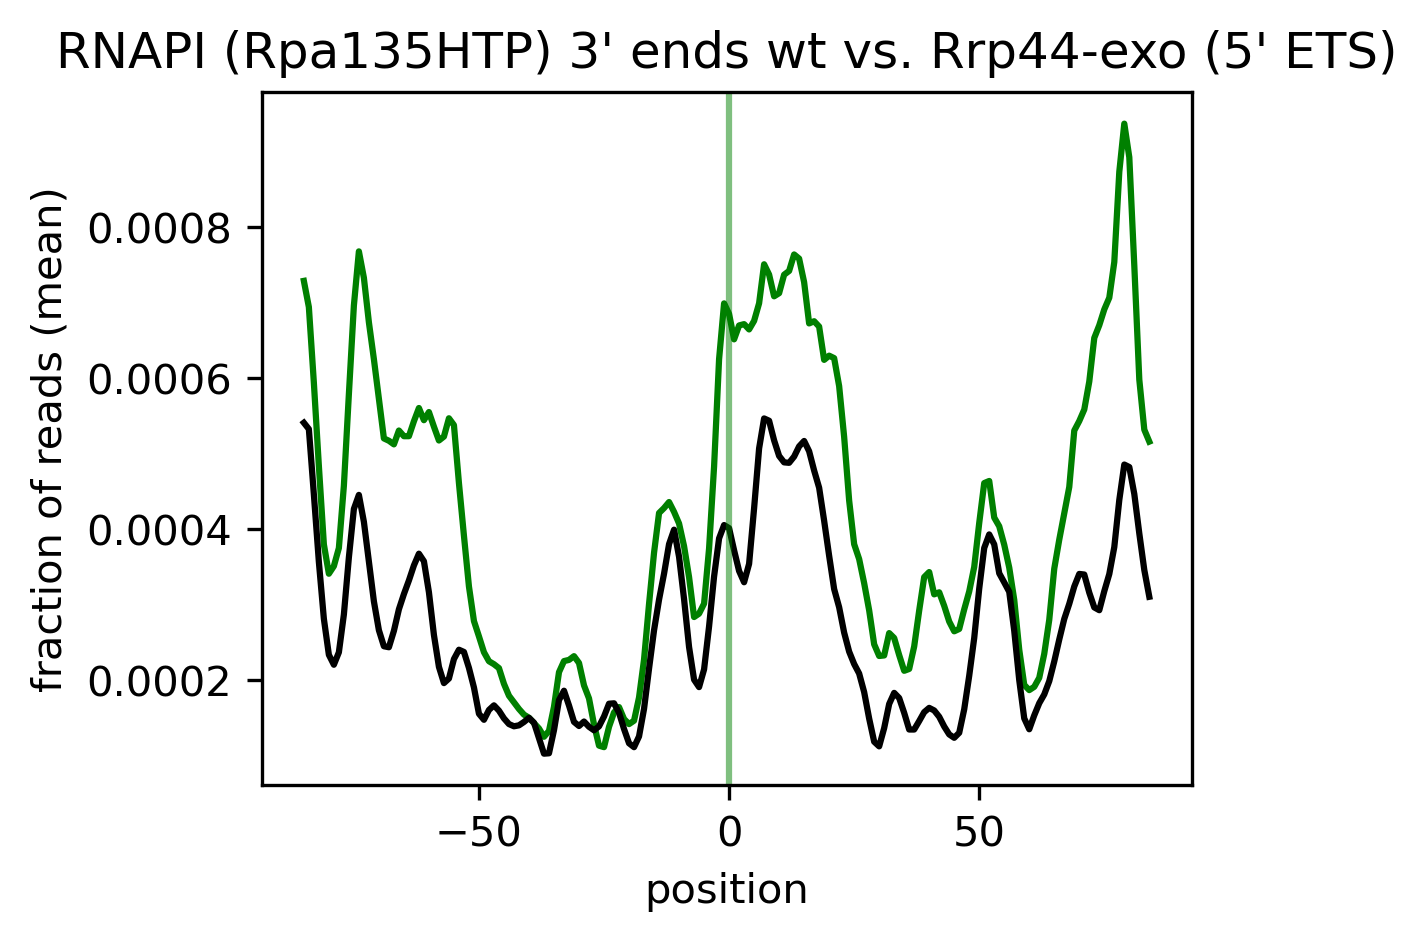 RNAPI (Rpa135HTP) 3' ends wt vs. Rrp44-exo (5' ETS)
fraction of reads (mean)
0.0008
0.0006
0.0004
0.0002
−50 0 50
position